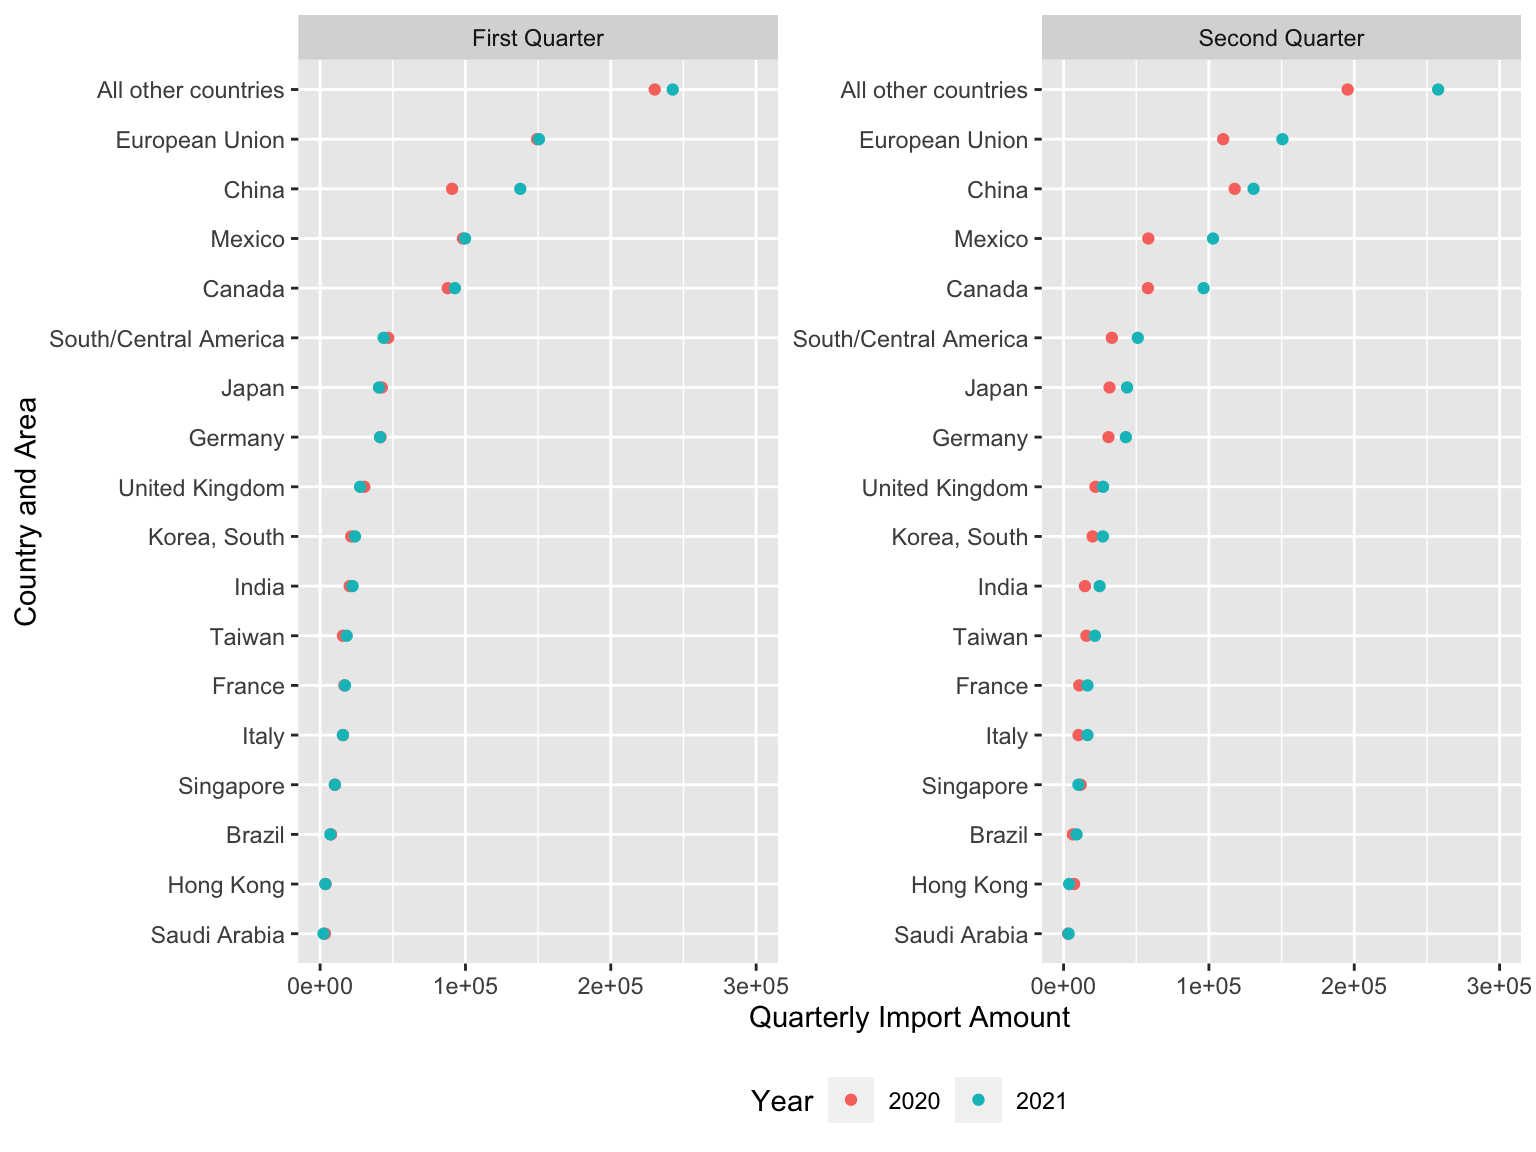 First Quarter
Second Quarter
Country and Area
All other countries
European Union
China
Mexico
Canada
South/Central America
Japan
Germany
United Kingdom
Korea, South
India
Taiwan
France
Italy
Singapore
Brazil
Hong Kong
Saudi Arabia
0e+00 1e+05 2e+05 3e+05
All other countries
European Union
China
Mexico
Canada
South/Central America
Japan
Germany
United Kingdom
Korea, South
India
Taiwan
France
Italy
Singapore
Brazil
Hong Kong
Saudi Arabia
0e+00 1e+05 2e+05 3e+05
Quarterly Import Amount
Year 2020 2021